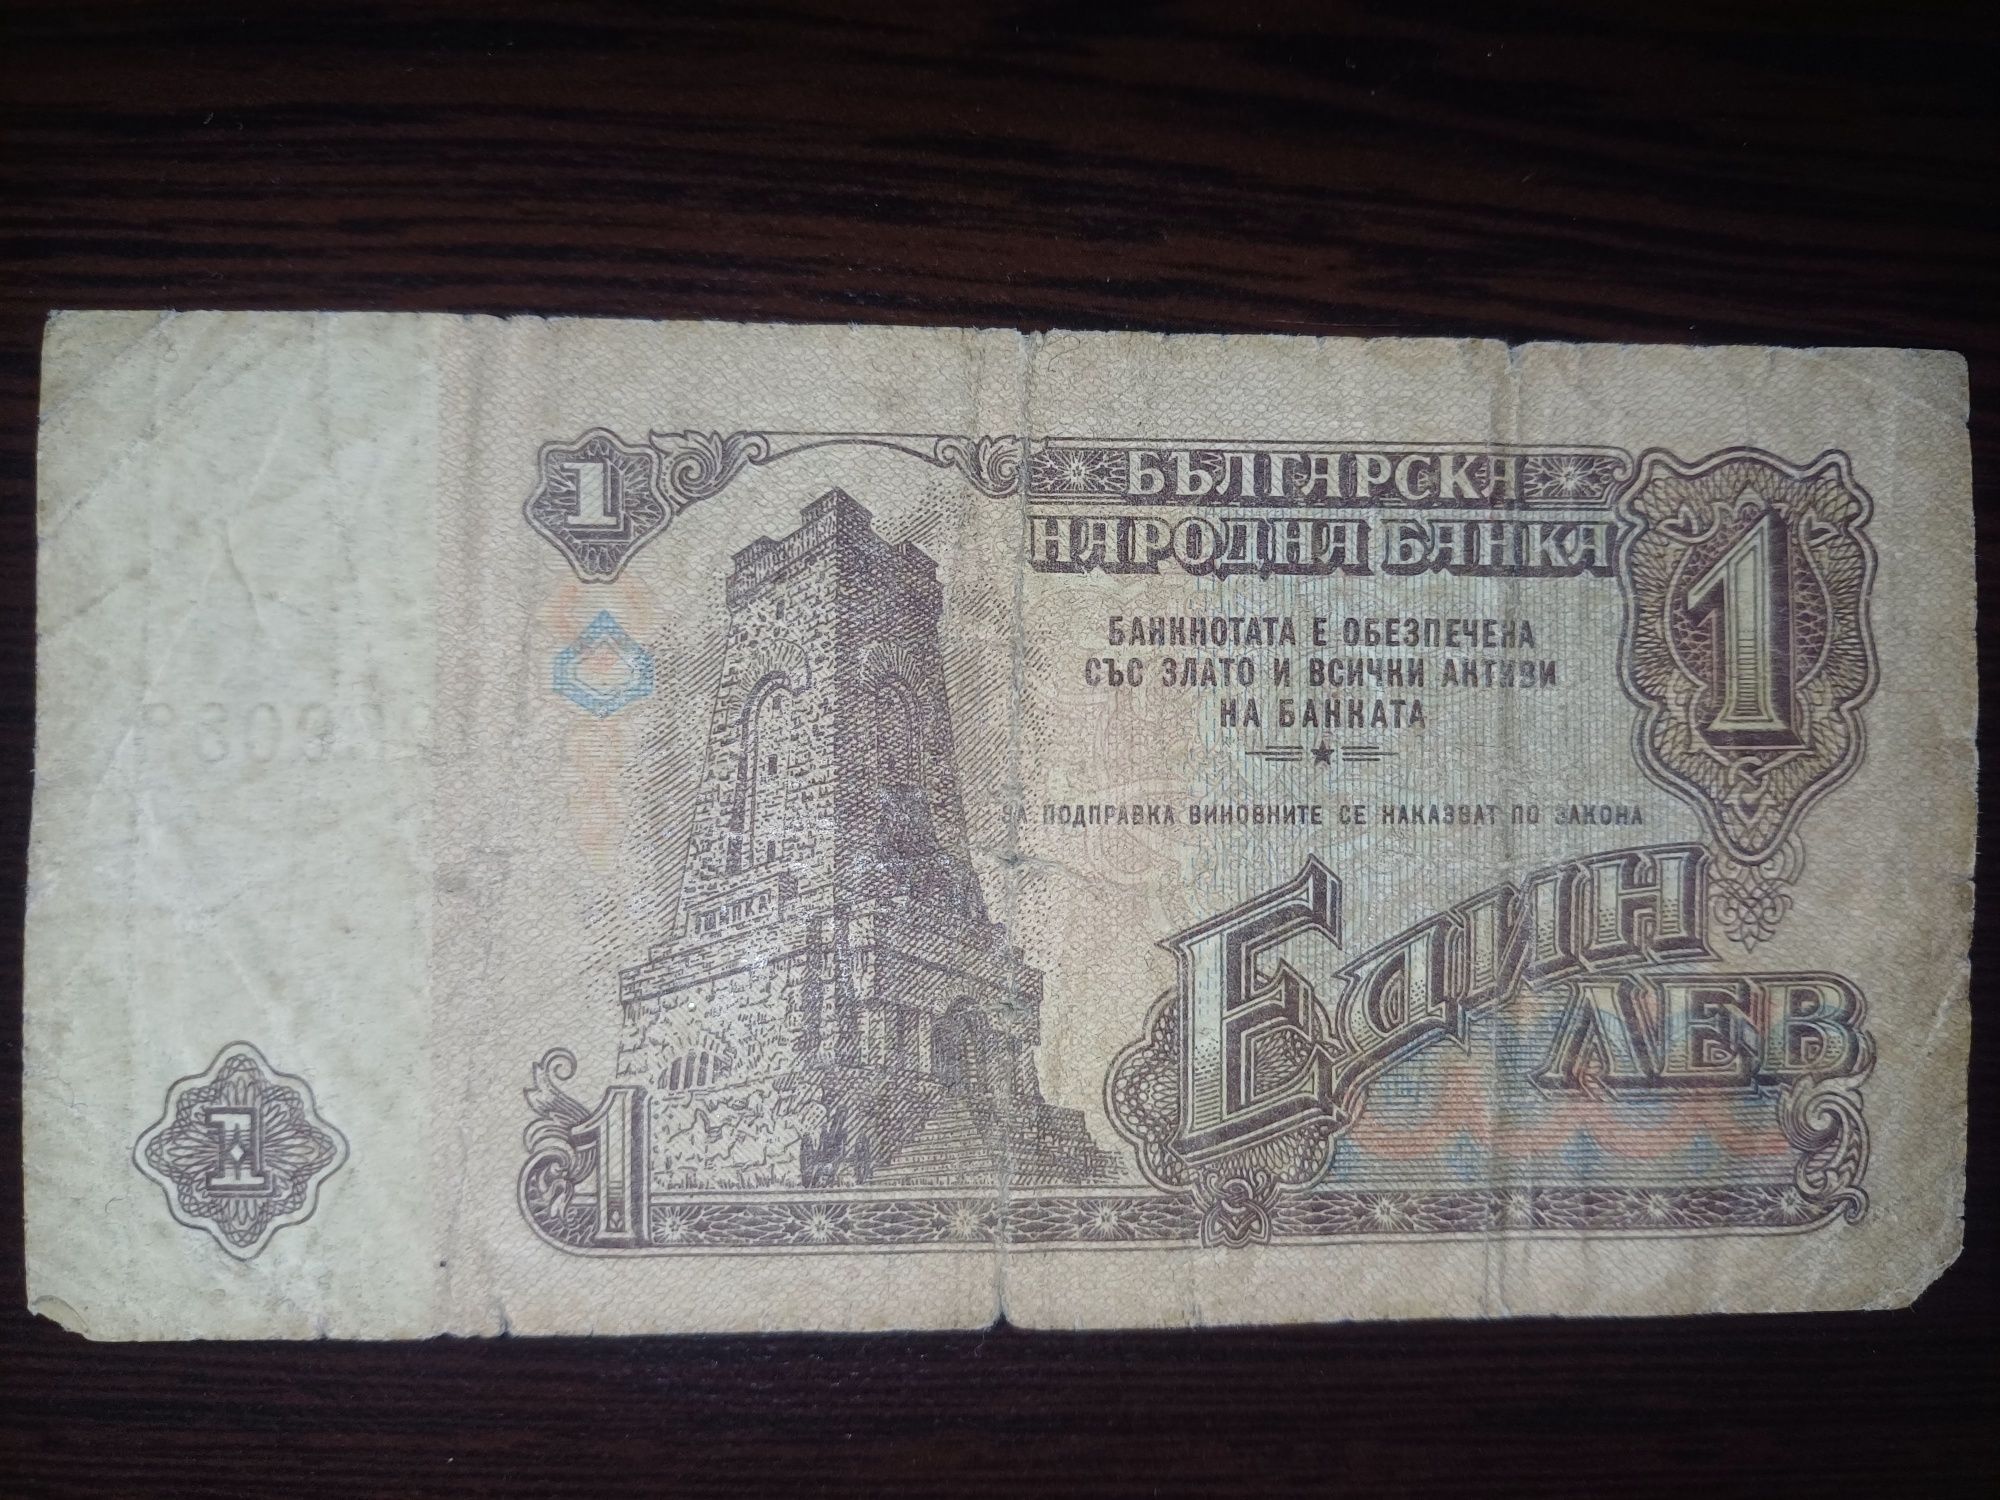 1
БЪЛГАРСКА
НАРОДНА БАНКА
1
БАНКНОТАТА Е ОБЕЗПЕЧЕНА
СЪС ЗЛАТО И ВСИЧКИ АКТИВИ
НА БАНКАТА
ЗА ПОДПРАВКА ВИНОВНИТЕ СЕ НАКАЗВАТ ПО ЗАКОНА
ШИПКА
Един
ЛЕВ
1
1